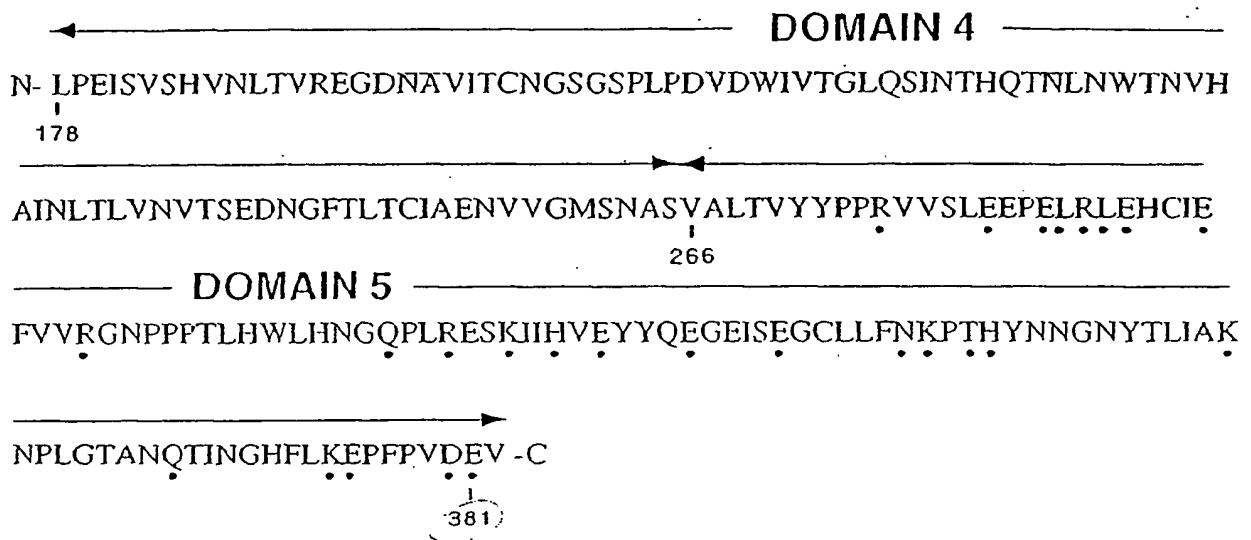 DOMAIN 4
N- LPEISVSHVNLTVREGDNAVITCNGSGSPLPDVDWIVTGLQSINTHQTNLNWTNVH
178
AINLTLVNVTSEDNGFTLTCIAENVVGMSNASVALTVYYPPRVVSLEEPELRLEHCIE
266
DOMAIN 5
FVVRGNPPPTLHWLHNGQPLRESKIIHVEYYQEGEISEGCLLFNKPTHYNNGNYTLIAK
NPLGTANQTINGHFLKEPFPVDEV -C
381